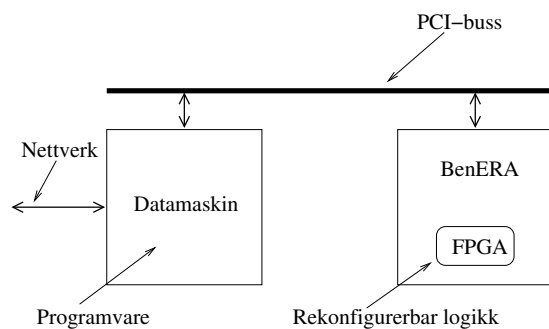 PCI−buss
Nettverk
BenERA
Datamaskin
FPGA
Programvare
Rekonfigurerbar logikk